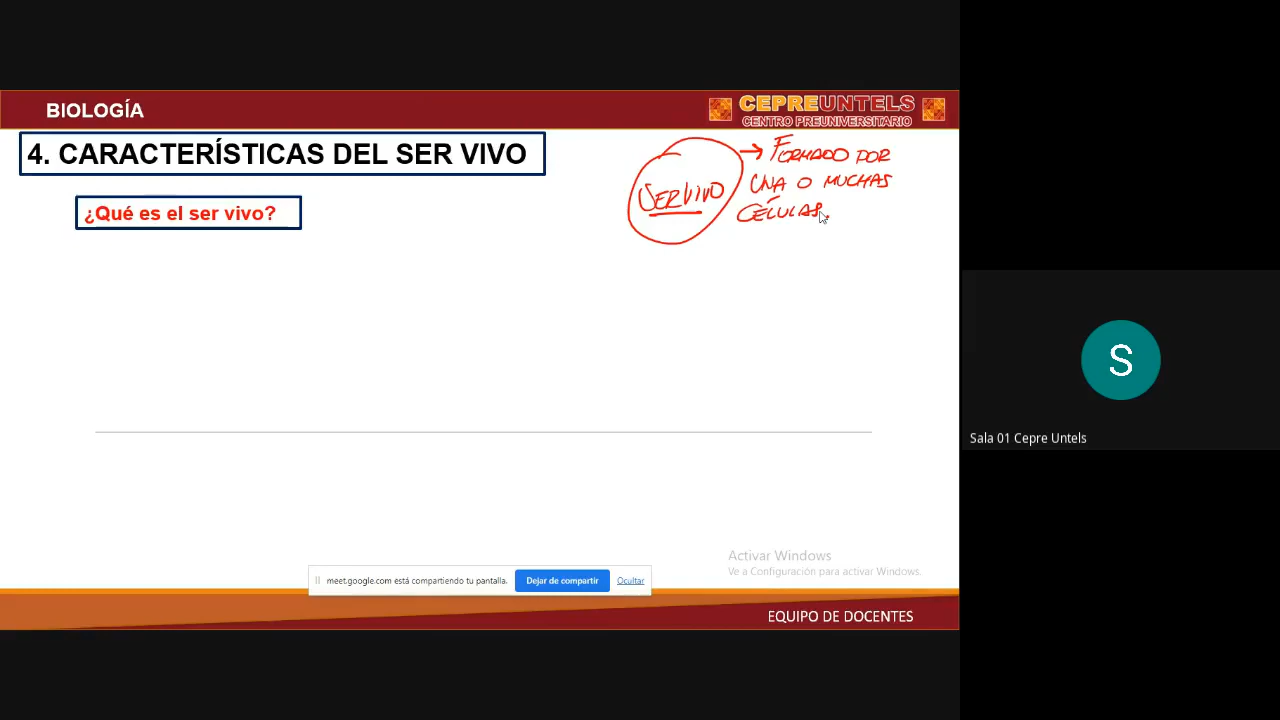 BIOLOGÍA
CEPREUNTELS
CENTRO PREUNIVERSITARIO
4. CARACTERÍSTICAS DEL SER VIVO
¿Qué es el ser vivo?
SER VIVO
→ FORMADO POR
UNA O MUCHAS
CÉLULAS.
S
Sala 01 Cepre Untels
Activar Windows
Ve a Configuración para activar Windows.
meet.google.com está compartiendo tu pantalla.
Dejar de compartir
Ocultar
EQUIPO DE DOCENTES